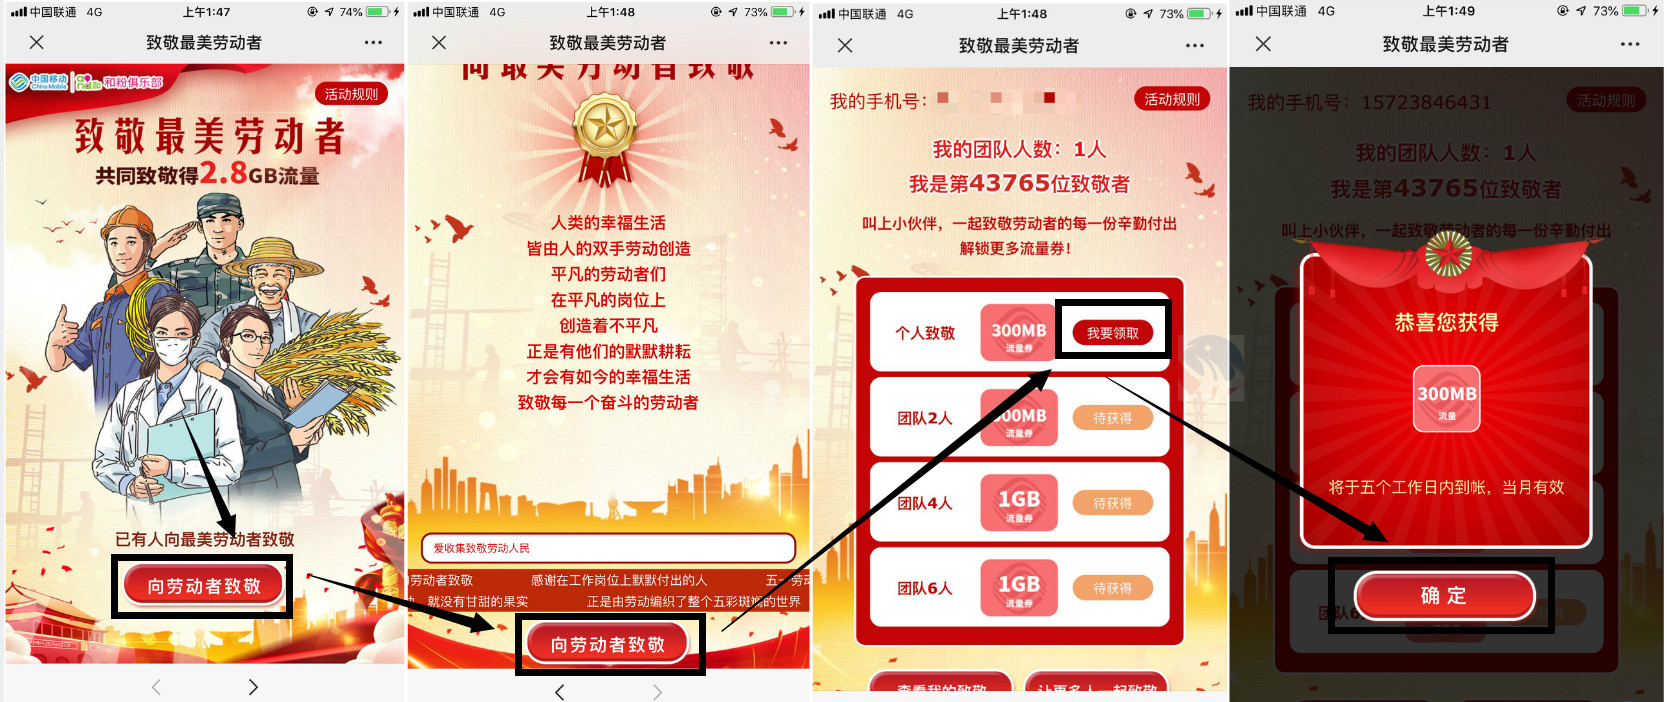 中国联通 4G 上午1:47 74%
致敬最美劳动者
中国移动
China Mobile
和粉俱乐部
活动规则
致敬最美劳动者
共同致敬得2.8GB流量
已有人向最美劳动者致敬
向劳动者致敬
中国联通 4G 上午1:48 73%
致敬最美劳动者
向最美劳动者致敬
人类的幸福生活
皆由人的双手劳动创造
平凡的劳动者们
在平凡的岗位上
创造着不平凡
正是有他们的默默耕耘
才会有如今的幸福生活
致敬每一个奋斗的劳动者
爱收集致敬劳动人民
劳动者致敬 感谢在工作岗位上默默付出的人 五一劳动
就没有甘甜的果实 正是由劳动编织了整个五彩斑斓的世界
向劳动者致敬
中国联通 4G 上午1:48 73%
致敬最美劳动者
我的手机号：
活动规则
我的团队人数：1人
我是第43765位致敬者
叫上小伙伴，一起致敬劳动者的每一份辛勤付出
解锁更多流量券！
个人致敬 300MB 流量券 我要领取
团队2人 300MB 流量券 待获得
团队4人 1GB 流量券 待获得
团队6人 1GB 流量券 待获得
查看我的致敬 让更多人一起致敬
中国联通 4G 上午1:49 73%
致敬最美劳动者
我的手机号：15723846431
活动规则
我的团队人数：1人
我是第43765位致敬者
叫上小伙伴，一起致敬劳动者的每一份辛勤付出
恭喜您获得
300MB
流量
将于五个工作日内到帐，当月有效
确定